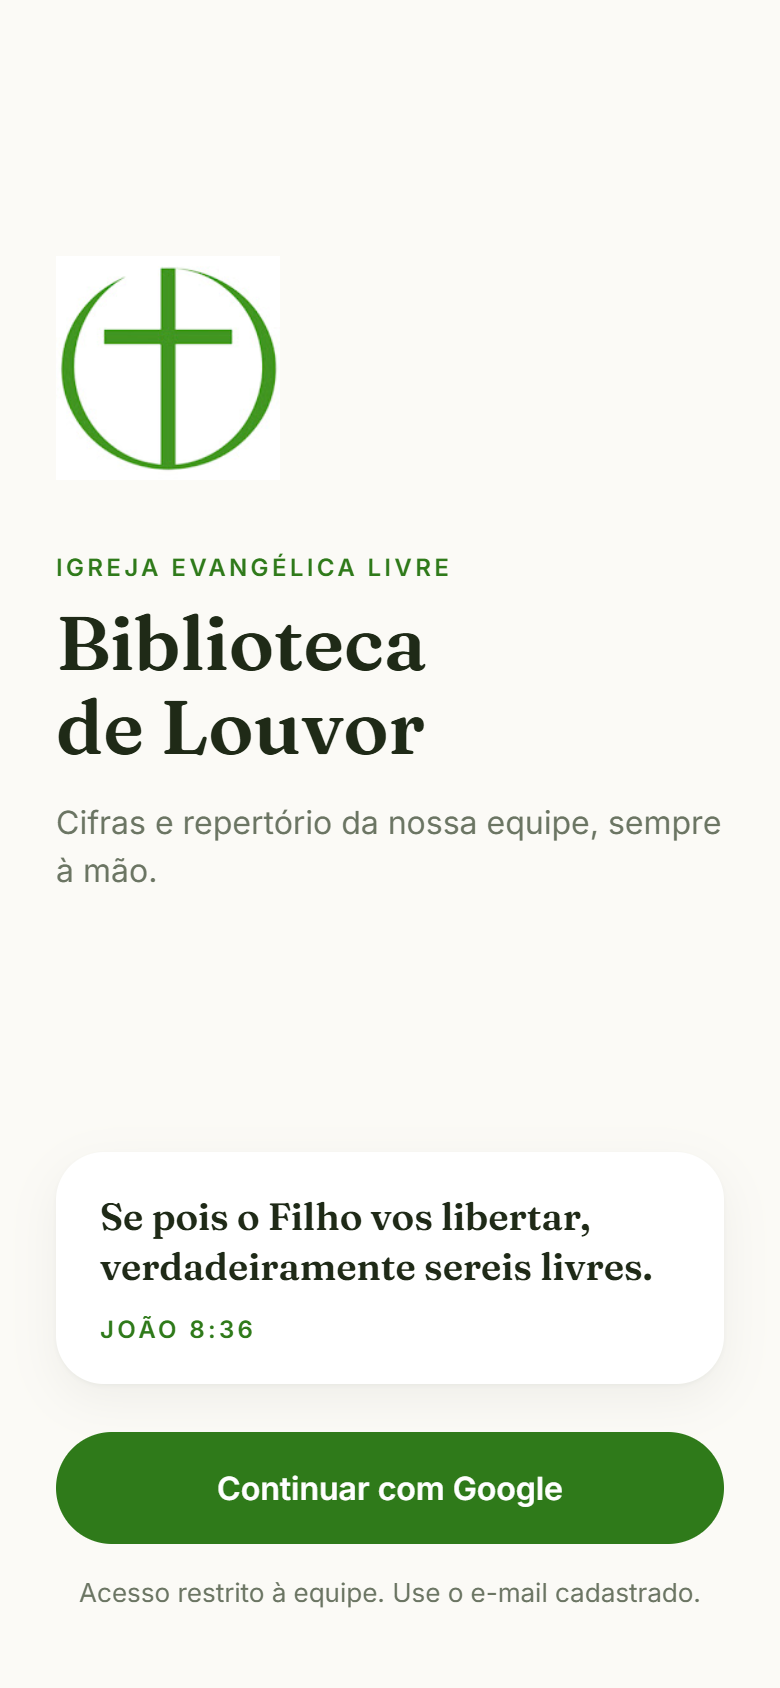 IGREJA EVANGÉLICA LIVRE
Biblioteca
de Louvor
Cifras e repertório da nossa equipe, sempre
à mão.
Se pois o Filho vos libertar,
verdadeiramente sereis livres.
JOÃO 8:36
Continuar com Google
Acesso restrito à equipe. Use o e-mail cadastrado.